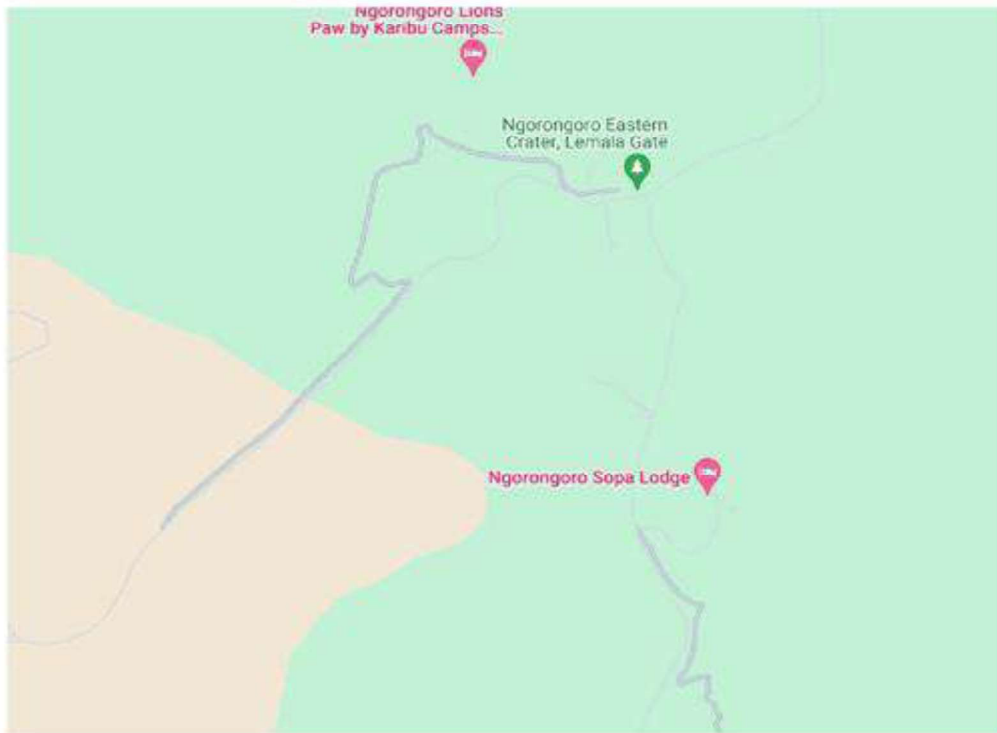 Ngorongoro Lions
Paw by Karibu Camps...
Ngorongoro Eastern
Crater, Lemala Gate
Ngorongoro Sopa Lodge